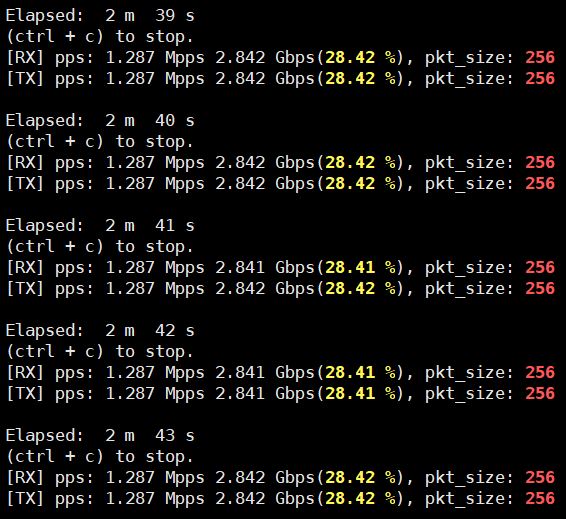 Elapsed:  2 m  39 s
(ctrl + c) to stop.
[RX] pps: 1.287 Mpps 2.842 Gbps(28.42 %), pkt_size: 256
[TX] pps: 1.287 Mpps 2.842 Gbps(28.42 %), pkt_size: 256
Elapsed:  2 m  40 s
(ctrl + c) to stop.
[RX] pps: 1.287 Mpps 2.842 Gbps(28.42 %), pkt_size: 256
[TX] pps: 1.287 Mpps 2.842 Gbps(28.42 %), pkt_size: 256
Elapsed:  2 m  41 s
(ctrl + c) to stop.
[RX] pps: 1.287 Mpps 2.841 Gbps(28.41 %), pkt_size: 256
[TX] pps: 1.287 Mpps 2.842 Gbps(28.42 %), pkt_size: 256
Elapsed:  2 m  42 s
(ctrl + c) to stop.
[RX] pps: 1.287 Mpps 2.841 Gbps(28.41 %), pkt_size: 256
[TX] pps: 1.287 Mpps 2.841 Gbps(28.41 %), pkt_size: 256
Elapsed:  2 m  43 s
(ctrl + c) to stop.
[RX] pps: 1.287 Mpps 2.842 Gbps(28.42 %), pkt_size: 256
[TX] pps: 1.287 Mpps 2.842 Gbps(28.42 %), pkt_size: 256